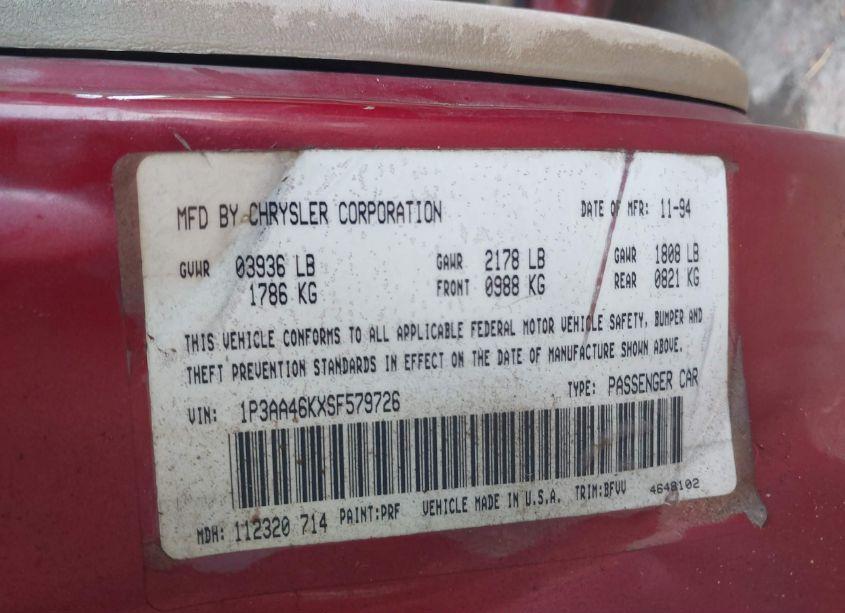 MFD BY CHRYSLER CORPORATION DATE OF MFR: 11-94
GVWR 03936 LB GAWR 2178 LB GAWR 1808 LB
1786 KG FRONT 0988 KG REAR 0821 KG
THIS VEHICLE CONFORMS TO ALL APPLICABLE FEDERAL MOTOR VEHICLE SAFETY, BUMPER AND
THEFT PREVENTION STANDARDS IN EFFECT ON THE DATE OF MANUFACTURE SHOWN ABOVE.
VIN: 1P3AA46KXSF579726 TYPE: PASSENGER CAR
MDH: 112320 714 PAINT:PRF VEHICLE MADE IN U.S.A. TRIM:BFVV 4648102